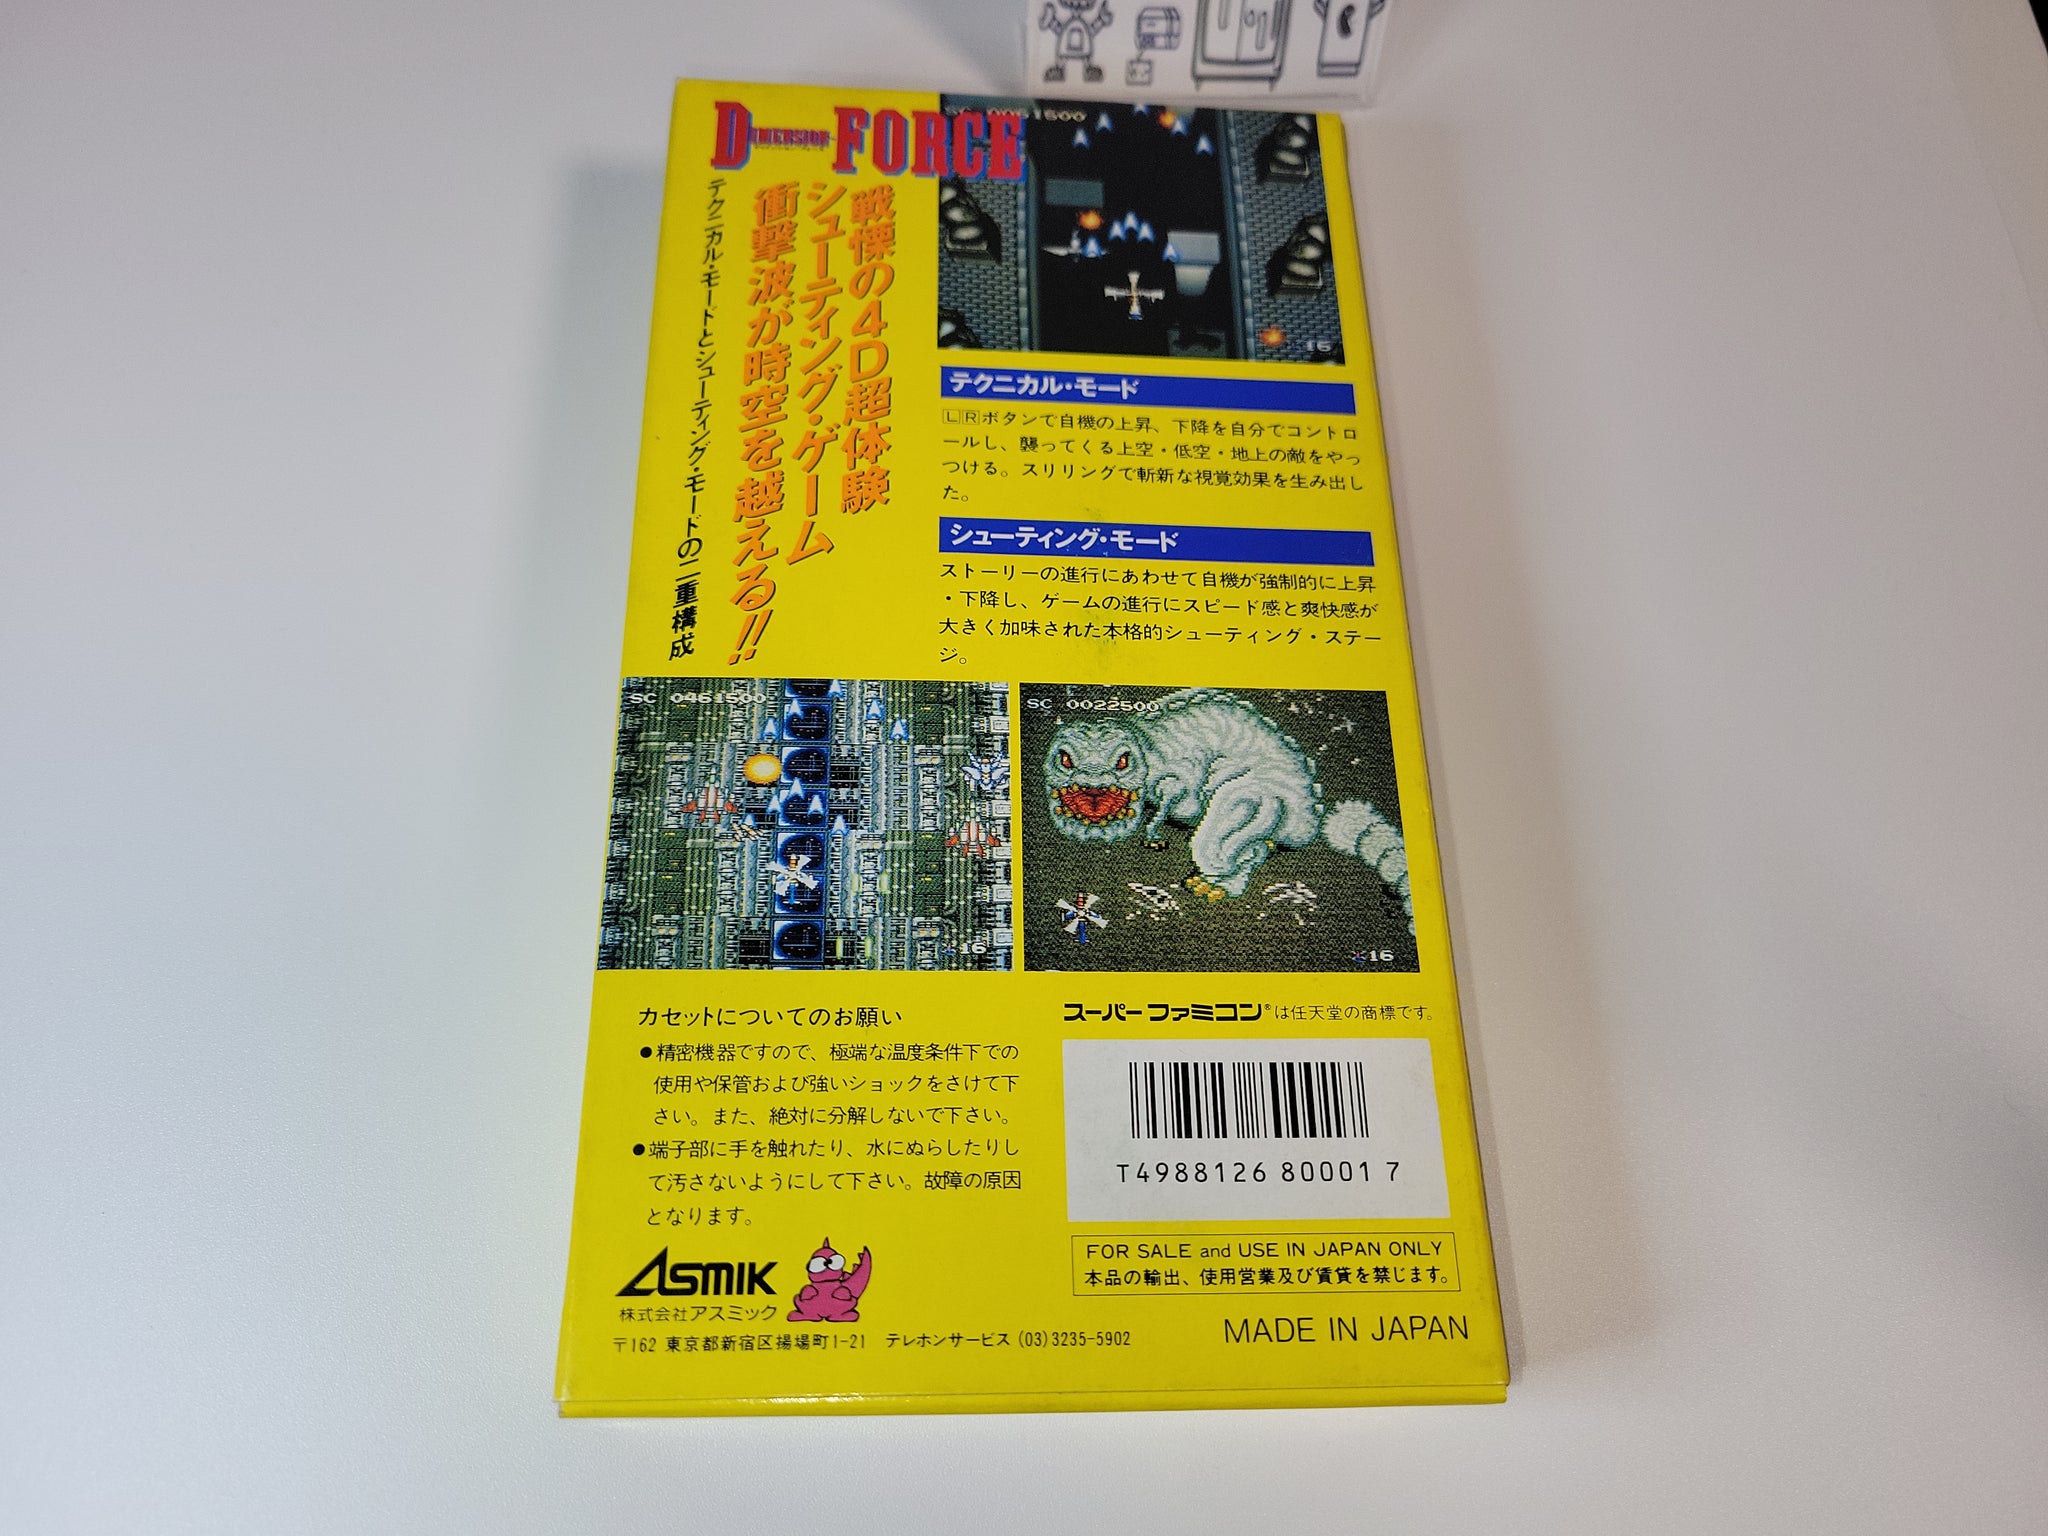 DIMENSION FORCE
戦慄の4D超体験
シューティング・ゲーム
衝撃波が時空を越える!!
テクニカル・モードとシューティング・モードの二重構成
SC 0061500
16
テクニカル・モード
LRボタンで自機の上昇、下降を自分でコントロ
ールし、襲ってくる上空・低空・地上の敵をやっ
つける。スリリングで斬新な視覚効果を生み出し
た。
シューティング・モード
ストーリーの進行にあわせて自機が強制的に上昇
・下降し、ゲームの進行にスピード感と爽快感が
大きく加味された本格的シューティング・ステー
ジ。
SC 0461500
16
SC 0022500
16
カセットについてのお願い
●精密機器ですので、極端な温度条件下での
使用や保管および強いショックをさけて下
さい。また、絶対に分解しないで下さい。
●端子部に手を触れたり、水にぬらしたりし
て汚さないようにして下さい。故障の原因
となります。
スーパーファミコン®は任天堂の商標です。
T4988126 80001 7
FOR SALE and USE IN JAPAN ONLY
本品の輸出、使用営業及び賃貸を禁じます。
MADE IN JAPAN
ASMIK
株式会社アスミック
〒162 東京都新宿区揚場町1-21 テレホンサービス (03)3235-5902